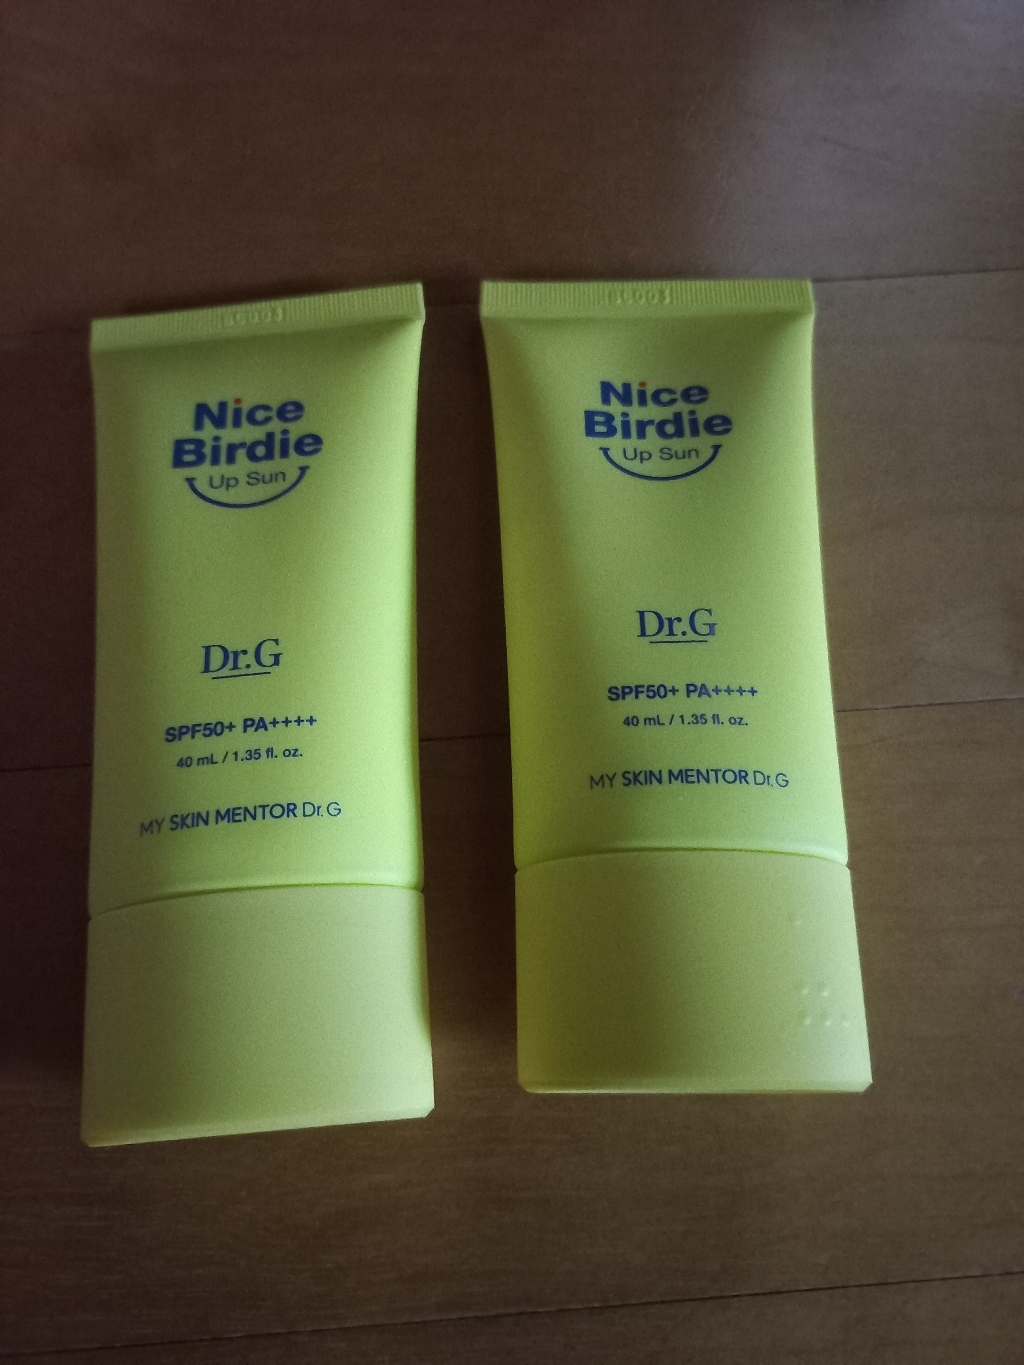 Nice
Birdie
Up Sun
Dr.G
SPF50+ PA++++
40 mL / 1.35 fl. oz.
MY SKIN MENTOR Dr.G
Nice
Birdie
Up Sun
Dr.G
SPF50+ PA++++
40 mL / 1.35 fl. oz.
MY SKIN MENTOR Dr.G